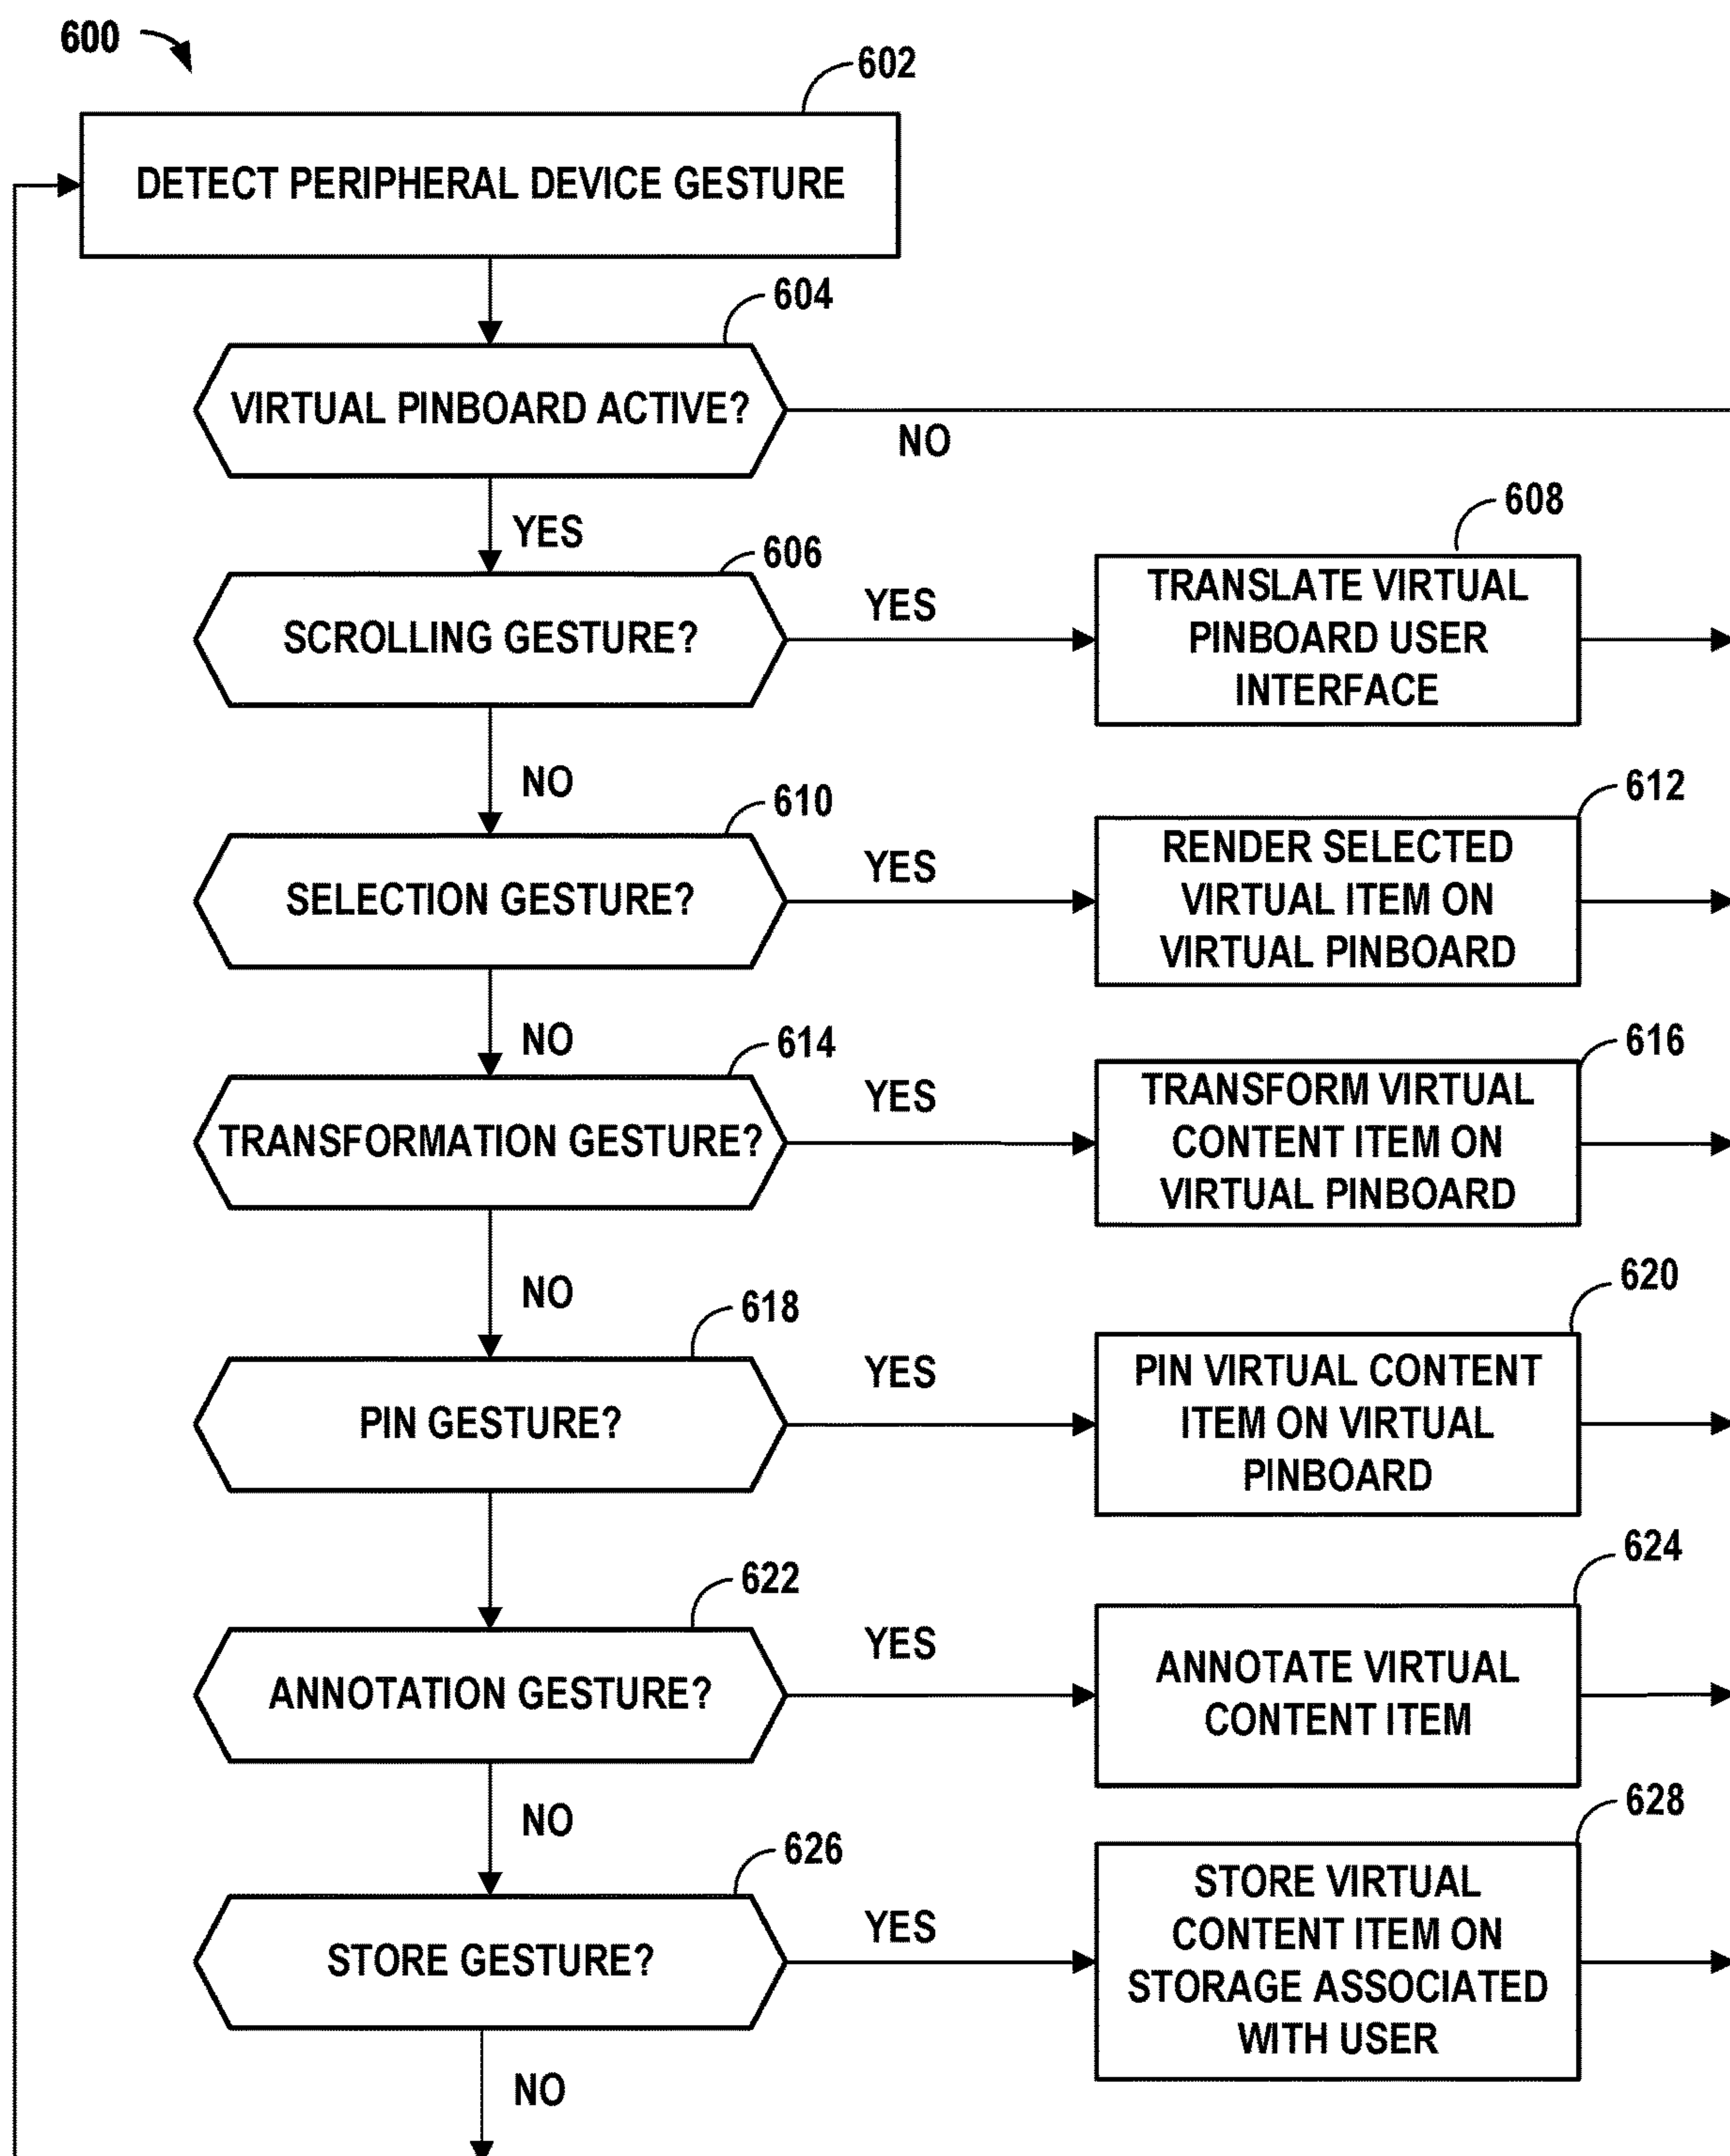 600
602
DETECT PERIPHERAL DEVICE GESTURE
604
VIRTUAL PINBOARD ACTIVE?
NO
YES
606
SCROLLING GESTURE?
YES
608
TRANSLATE VIRTUAL
PINBOARD USER
INTERFACE
NO
610
SELECTION GESTURE?
YES
612
RENDER SELECTED
VIRTUAL ITEM ON
VIRTUAL PINBOARD
NO
614
TRANSFORMATION GESTURE?
YES
616
TRANSFORM VIRTUAL
CONTENT ITEM ON
VIRTUAL PINBOARD
NO
618
PIN GESTURE?
YES
620
PIN VIRTUAL CONTENT
ITEM ON VIRTUAL
PINBOARD
622
ANNOTATION GESTURE?
YES
624
ANNOTATE VIRTUAL
CONTENT ITEM
NO
626
STORE GESTURE?
YES
628
STORE VIRTUAL
CONTENT ITEM ON
STORAGE ASSOCIATED
WITH USER
NO